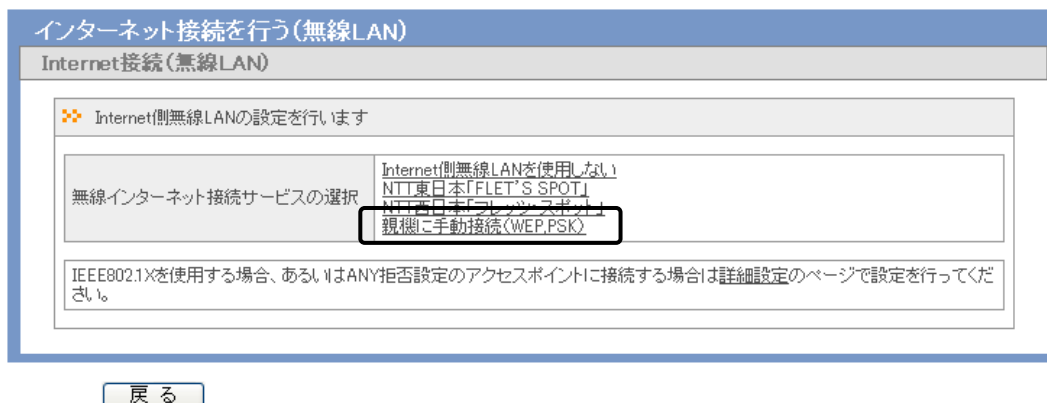 インターネット接続を行う(無線LAN)
Internet接続(無線LAN)
Internet側無線LANの設定を行います
無線インターネット接続サービスの選択
Internet側無線LANを使用しない
NTT東日本「FLET'S SPOT」
NTT西日本「フレッツ・スポット」
親機に手動接続(WEP,PSK)
IEEE802.1Xを使用する場合、あるいはANY拒否設定のアクセスポイントに接続する場合は詳細設定のページで設定を行ってくだ
さい。
戻る